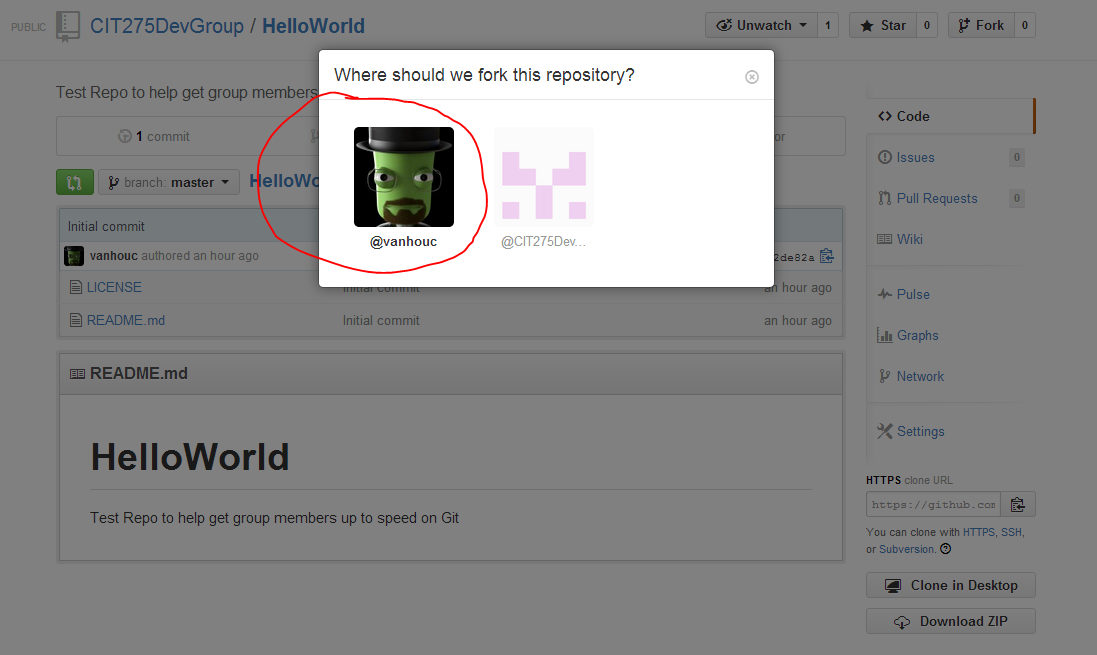 PUBLIC CIT275DevGroup / HelloWorld
Unwatch 1 Star 0 Fork 0
Where should we fork this repository?
Test Repo to help get group members
1 commit
branch: master
@vanhouc
@CIT275Dev...
Initial commit
vanhouc authored an hour ago
2de82a
LICENSE Initial commit an hour ago
README.md Initial commit an hour ago
README.md
HelloWorld
Test Repo to help get group members up to speed on Git
Code
Issues 0
Pull Requests 0
Wiki
Pulse
Graphs
Network
Settings
HTTPS clone URL
https://github.com
You can clone with HTTPS, SSH,
or Subversion.
Clone in Desktop
Download ZIP